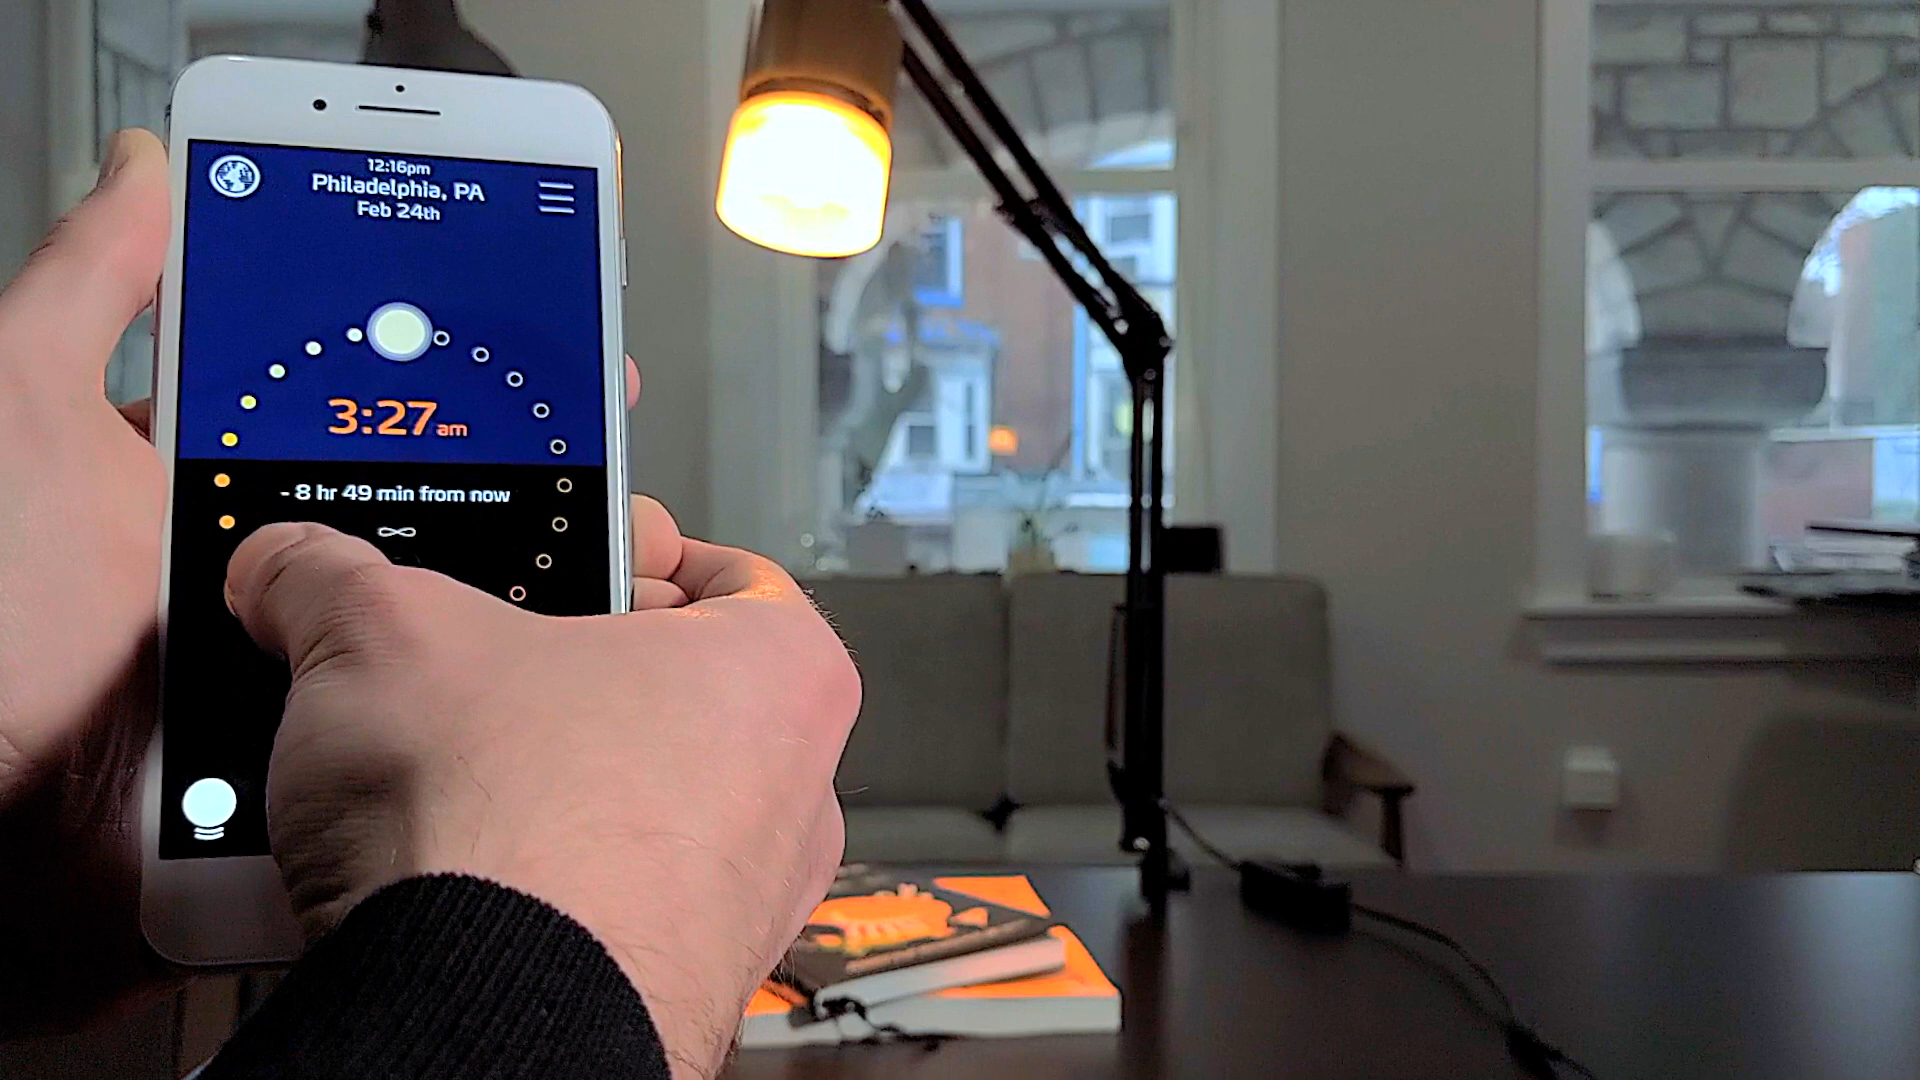 12:16pm
Philadelphia, PA
Feb 24th
3:27am
- 8 hr 49 min from now